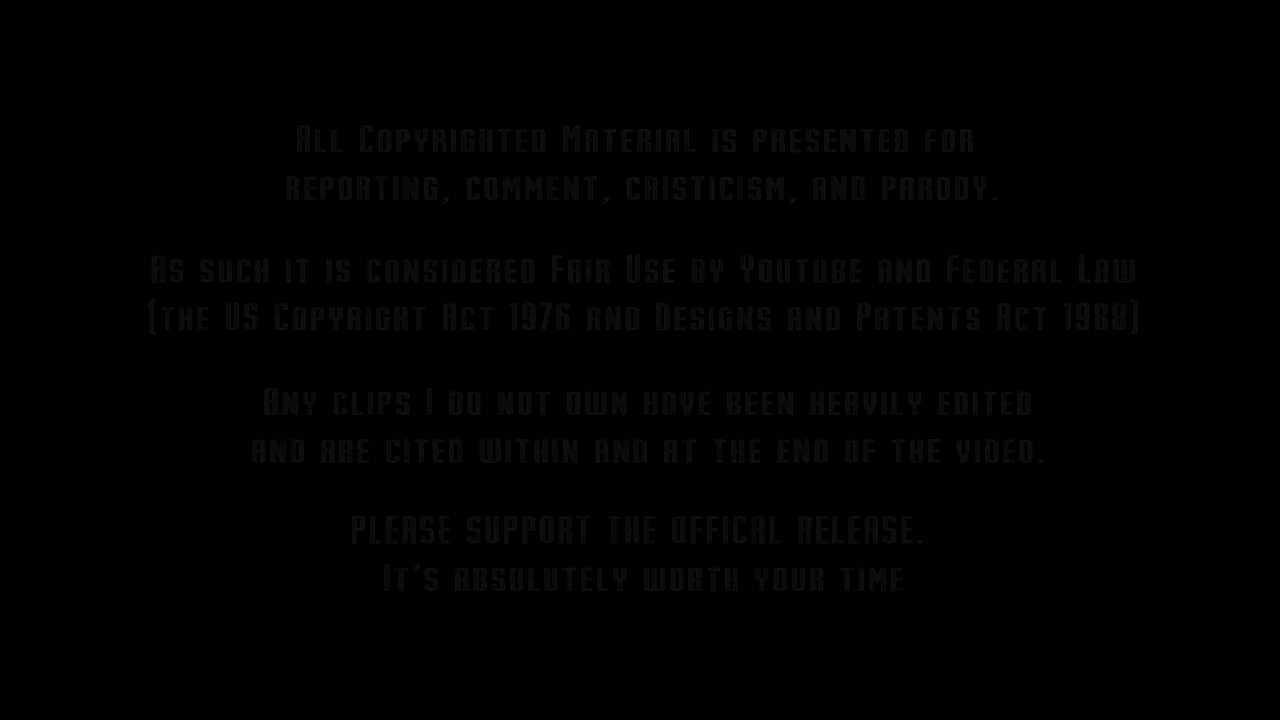 All Copyrighted Material is presented for
reporting, comment, cristicism, and parody.
As such it is considered Fair Use by Youtube and Federal Law
(the US Copyright Act 1976 and Designs and Patents Act 1988)
Any clips I do not own have been heavily edited
and are cited within and at the end of the video.
PLEASE SUPPORT THE OFFICAL RELEASE.
It's absolutely worth your time